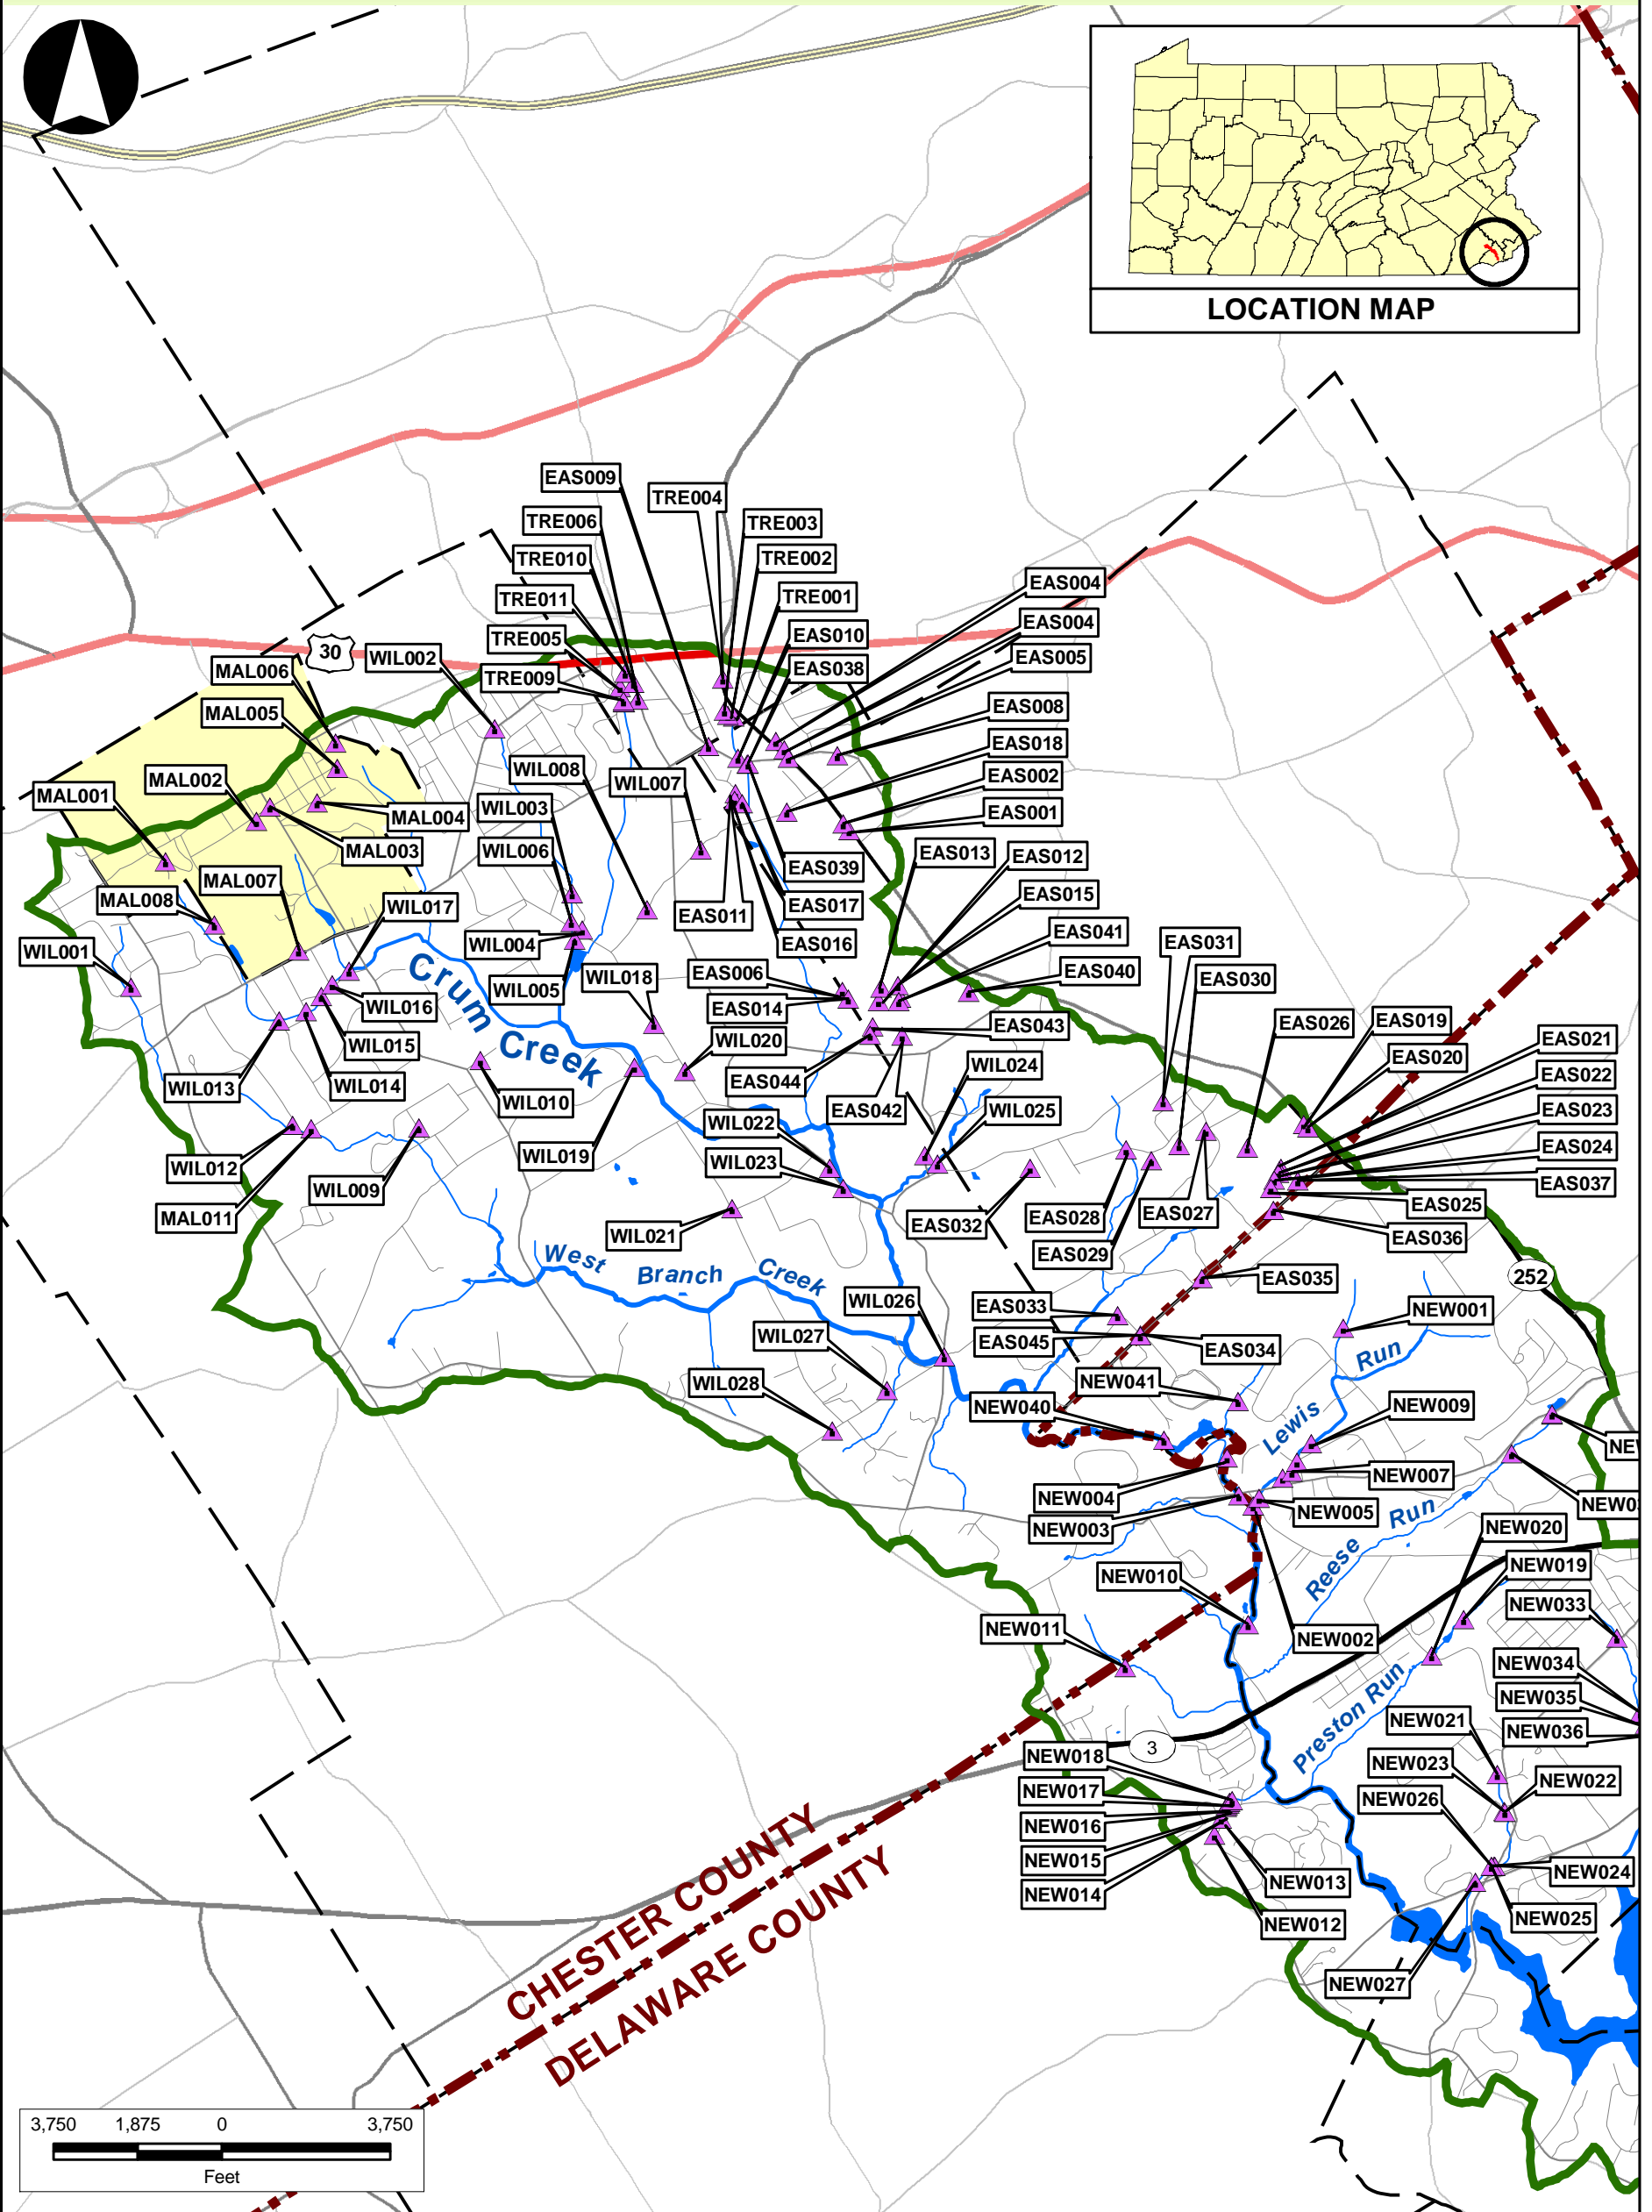 LOCATION MAP
EAS009
TRE004
TRE006
TRE003
TRE010
TRE002
EAS004
TRE011
TRE001
EAS004
TRE005
EAS010
30
WIL002
EAS005
MAL006
EAS038
TRE009
EAS008
MAL005
EAS018
WIL008
MAL002
WIL007
EAS002
MAL001
WIL003
EAS001
MAL004
MAL003
WIL006
EAS013
EAS012
EAS039
MAL007
EAS015
MAL008
WIL017
EAS017
EAS011
EAS041
WIL004
EAS016
EAS031
WIL001
EAS040
EAS006
EAS030
WIL018
WIL005
Crum
Creek
EAS014
WIL016
EAS019
EAS026
EAS043
EAS021
WIL015
WIL020
EAS020
WIL024
EAS022
WIL013
WIL014
EAS044
WIL010
EAS042
WIL025
EAS023
WIL022
EAS024
WIL019
WIL012
WIL023
EAS037
WIL009
EAS025
MAL011
EAS028
EAS027
EAS032
WIL021
EAS036
EAS029
West
Branch
Creek
252
EAS035
WIL026
EAS033
NEW001
WIL027
EAS045
EAS034
Run
WIL028
NEW041
NEW040
NEW009
Lewis
NEW007
NEW004
NEW005
NEW003
Reese
Run
NEW020
NEW019
NEW010
NEW033
NEW011
NEW002
NEW034
NEW035
NEW021
Preston Run
NEW036
3
NEW018
NEW023
NEW022
NEW017
NEW026
NEW016
NEW015
NEW024
NEW013
NEW014
NEW025
NEW012
NEW027
CHESTER COUNTY
DELAWARE COUNTY
3,750 1,875 0 3,750
Feet